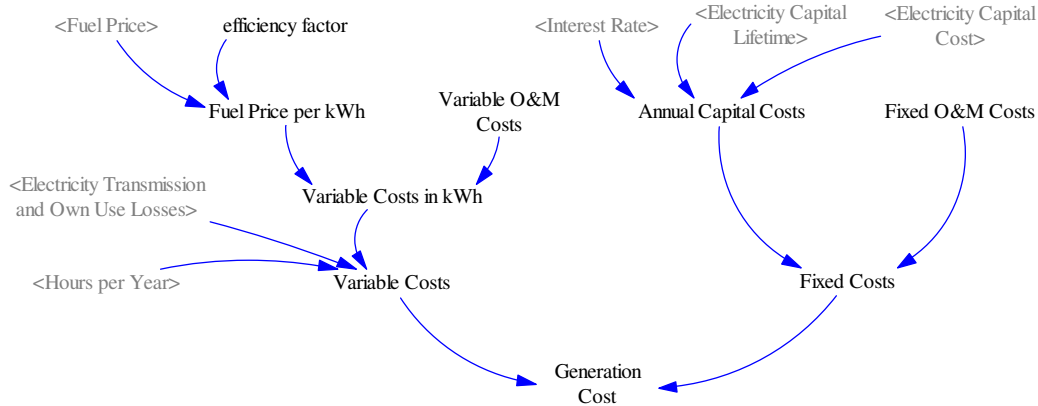 <Fuel Price>
efficiency factor
<Interest Rate>
<Electricity Capital
Lifetime>
<Electricity Capital
Cost>
Fuel Price per kWh
Variable O&M
Costs
Annual Capital Costs
Fixed O&M Costs
<Electricity Transmission
and Own Use Losses>
Variable Costs in kWh
<Hours per Year>
Variable Costs
Fixed Costs
Generation
Cost